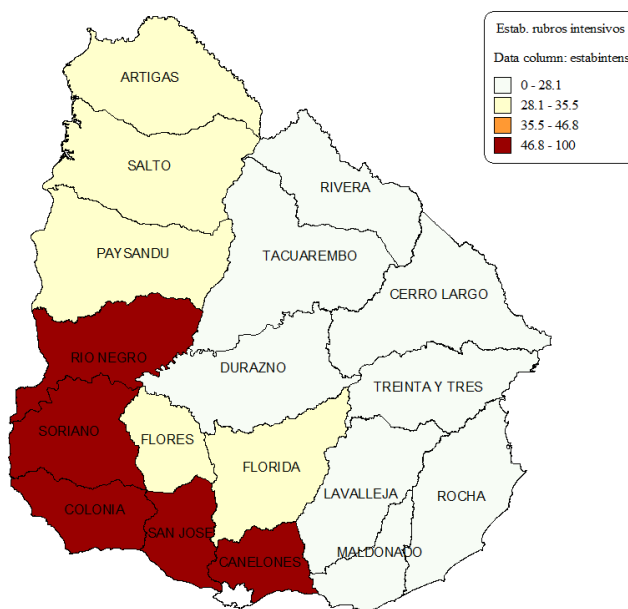 Estab. rubros intensivos
Data column: estabintens
0 - 28.1
28.1 - 35.5
35.5 - 46.8
46.8 - 100
ARTIGAS
SALTO
RIVERA
PAYSANDU
TACUAREMBO
CERRO LARGO
RIO NEGRO
DURAZNO
TREINTA Y TRES
SORIANO
FLORES
FLORIDA
LAVALLEJA
ROCHA
COLONIA
SAN JOSE
MALDONADO
CANELONES